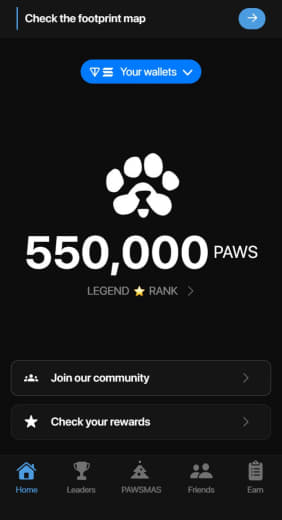 Check the footprint map
Your wallets
550,000 PAWS
LEGEND ⭐ RANK
Join our community
Check your rewards
Home
Leaders
PAWSMAS
Friends
Earn